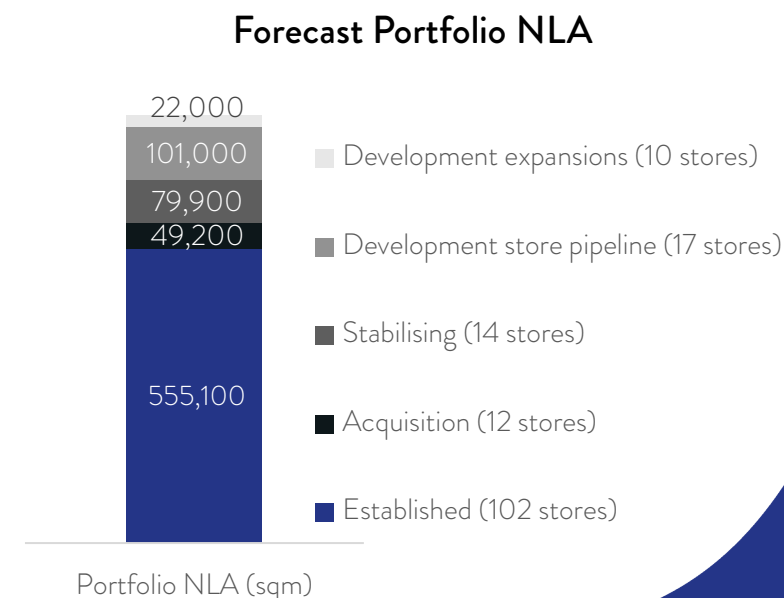 Forecast Portfolio NLA
22,000
101,000
79,900
49,200
555,100
Development expansions (10 stores)
Development store pipeline (17 stores)
Stabilising (14 stores)
Acquisition (12 stores)
Established (102 stores)
Portfolio NLA (sqm)